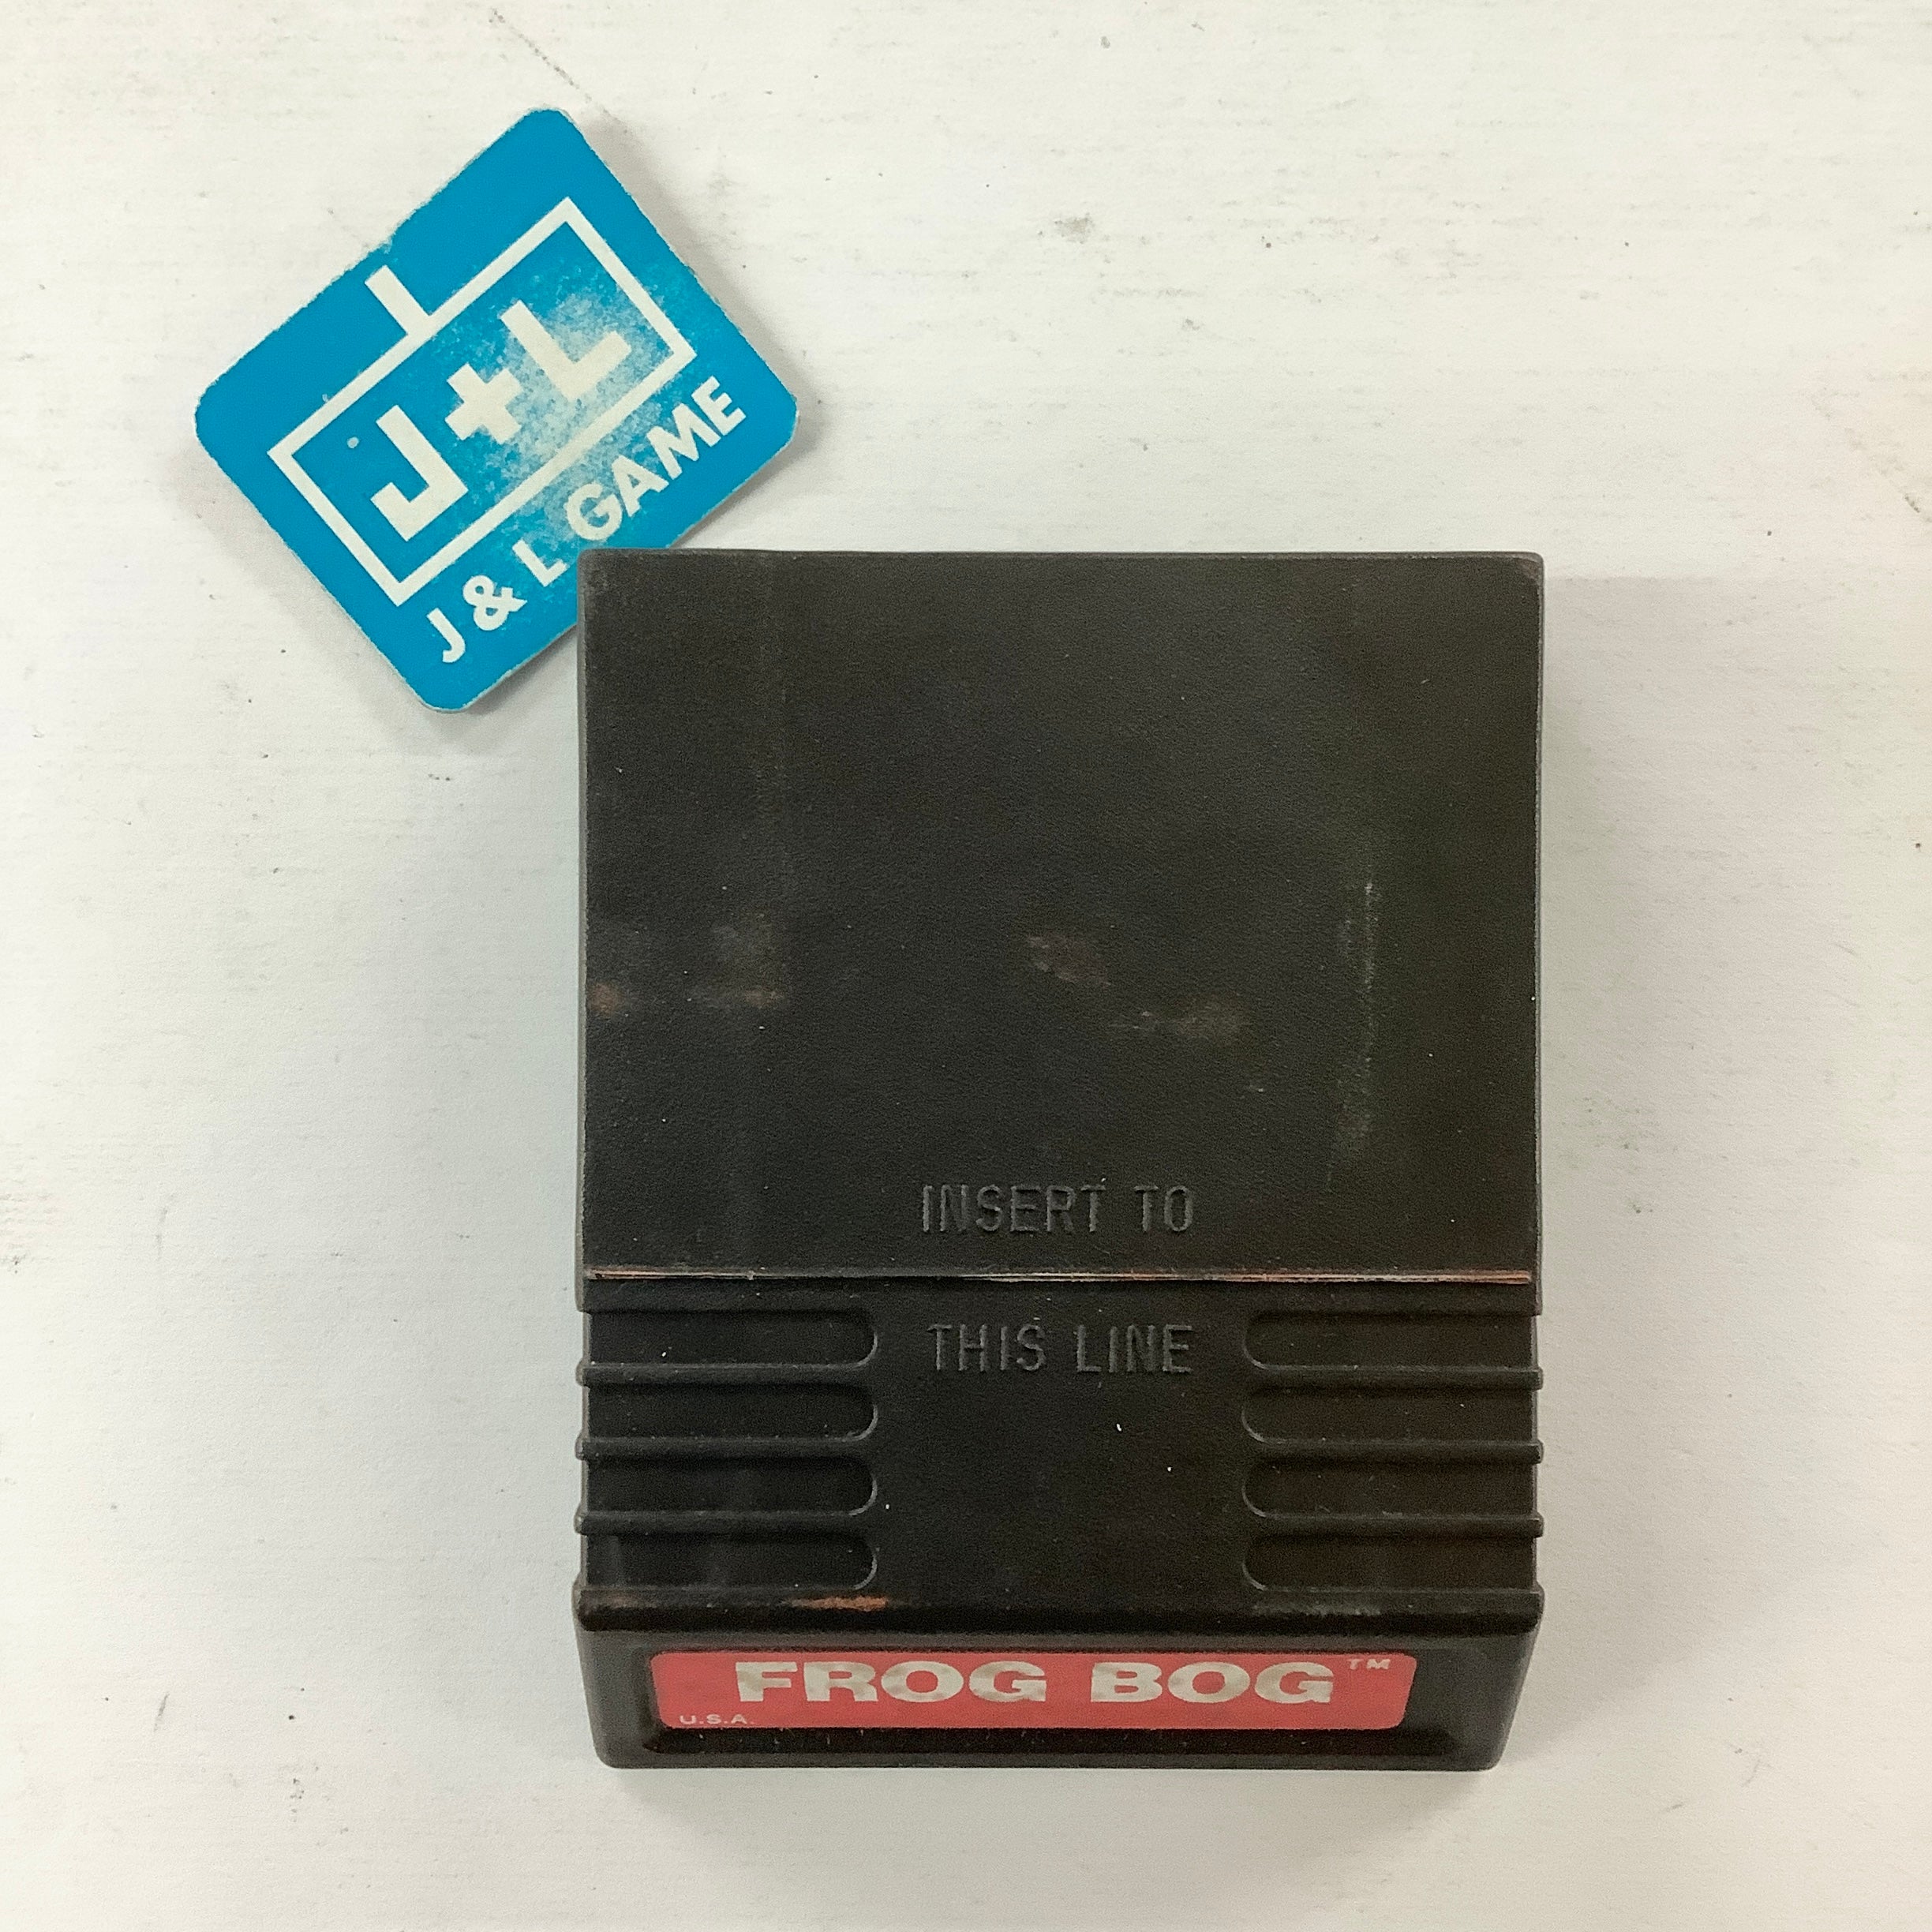 J+L
J & L GAME
INSERT TO
THIS LINE
FROG BOG™
U.S.A.